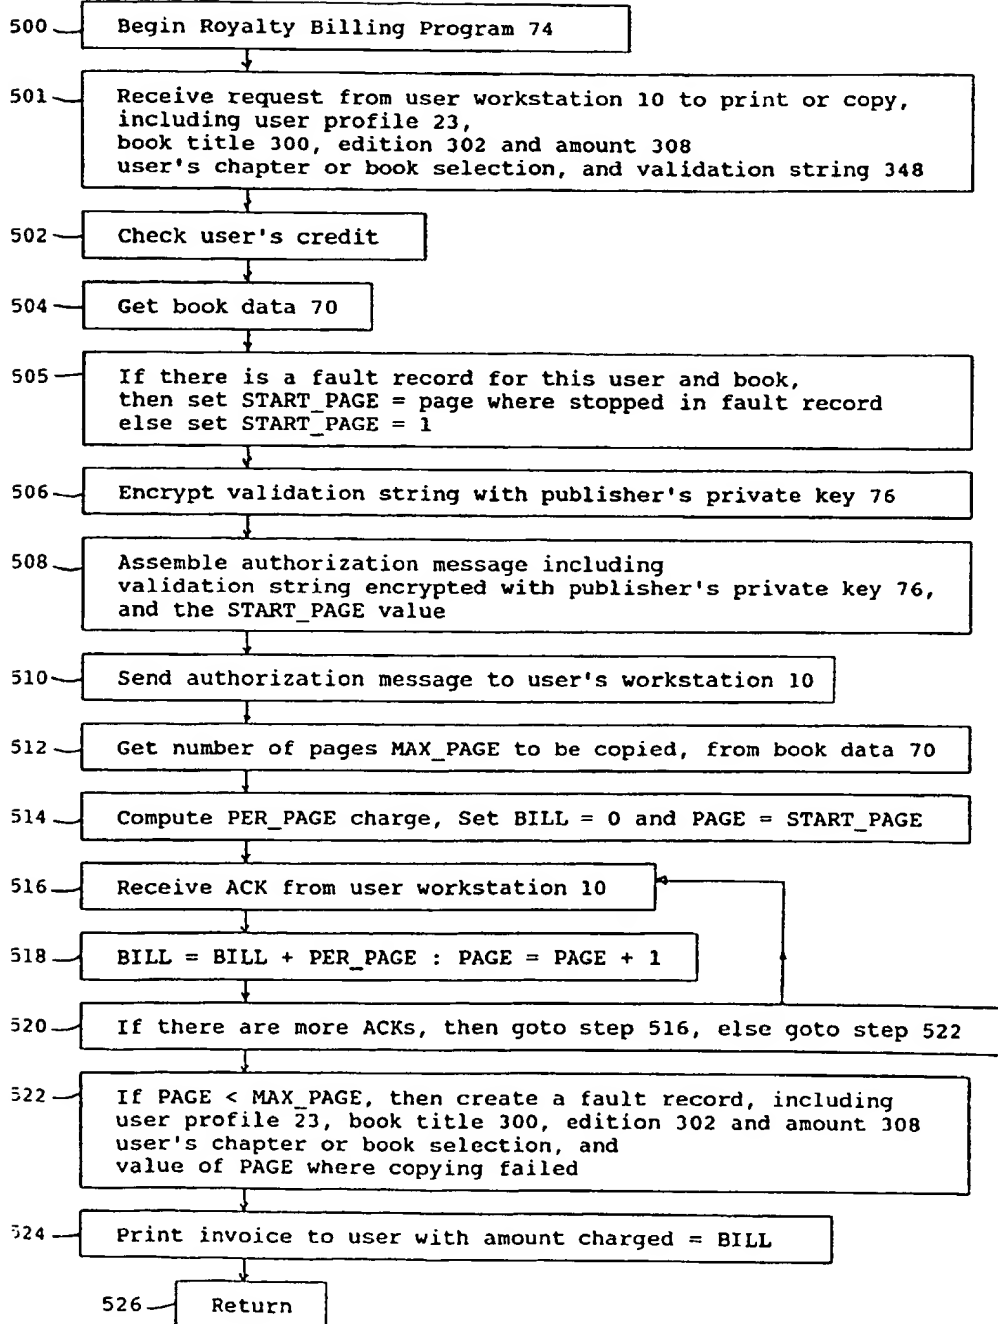 500 Begin Royalty Billing Program 74
501 Receive request from user workstation 10 to print or copy,
including user profile 23,
book title 300, edition 302 and amount 308
user's chapter or book selection, and validation string 348
502 Check user's credit
504 Get book data 70
505 If there is a fault record for this user and book,
then set START_PAGE = page where stopped in fault record
else set START_PAGE = 1
506 Encrypt validation string with publisher's private key 76
508 Assemble authorization message including
validation string encrypted with publisher's private key 76,
and the START_PAGE value
510 Send authorization message to user's workstation 10
512 Get number of pages MAX_PAGE to be copied, from book data 70
514 Compute PER_PAGE charge, Set BILL = 0 and PAGE = START_PAGE
516 Receive ACK from user workstation 10
518 BILL = BILL + PER_PAGE : PAGE = PAGE + 1
520 If there are more ACKs, then goto step 516, else goto step 522
522 If PAGE < MAX_PAGE, then create a fault record, including
user profile 23, book title 300, edition 302 and amount 308
user's chapter or book selection, and
value of PAGE where copying failed
524 Print invoice to user with amount charged = BILL
526 Return